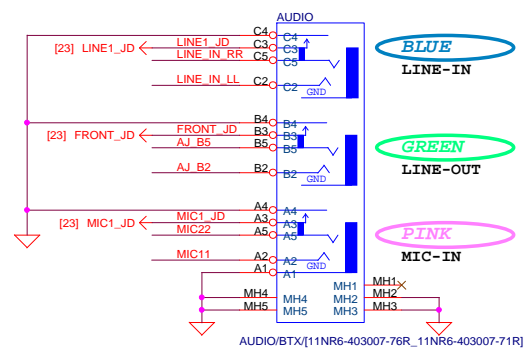 AUDIO
C4 C4
[23] LINE1_JD LINE1_JD C3 C3
LINE_IN_RR C5 C5
BLUE
LINE-IN
LINE_IN_LL C2 C2
GND
B4 B4
[23] FRONT_JD FRONT_JD B3 B3
AJ_B5 B5 B5
GREEN
LINE-OUT
AJ_B2 B2 B2
GND
A4 A4
[23] MIC1_JD MIC1_JD A3 A3
MIC22 A5 A5
PINK
MIC-IN
MIC11 A2 A2
GND
A1 A1
MH1 MH1
MH4 MH4 MH2 MH2
MH5 MH5 MH3 MH3
AUDIO/BTX/[11NR6-403007-76R_11NR6-403007-71R]